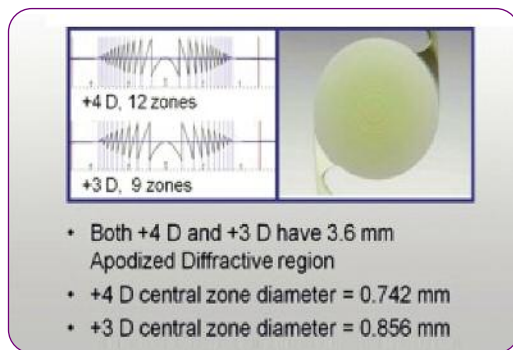 +4 D, 12 zones
+3 D, 9 zones
• Both +4 D and +3 D have 3.6 mm
Apodized Diffractive region
• +4 D central zone diameter = 0.742 mm
• +3 D central zone diameter = 0.856 mm